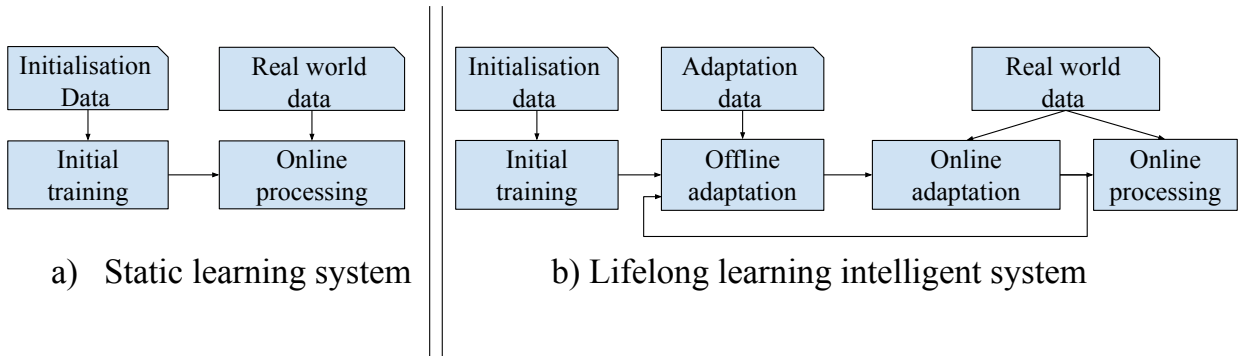 Initialisation
Data
Real world
data
Initial
training
Online
processing
a) Static learning system
Initialisation
data
Adaptation
data
Real world
data
Initial
training
Offline
adaptation
Online
adaptation
Online
processing
b) Lifelong learning intelligent system